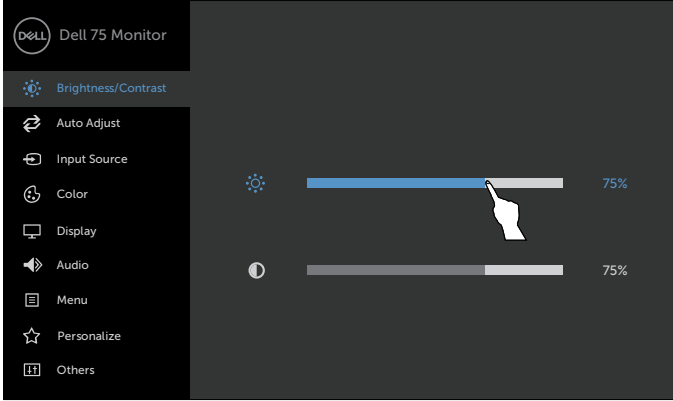 DELL Dell 75 Monitor
Brightness/Contrast
Auto Adjust
Input Source
75%
Color
Display
Audio
75%
Menu
Personalize
Others